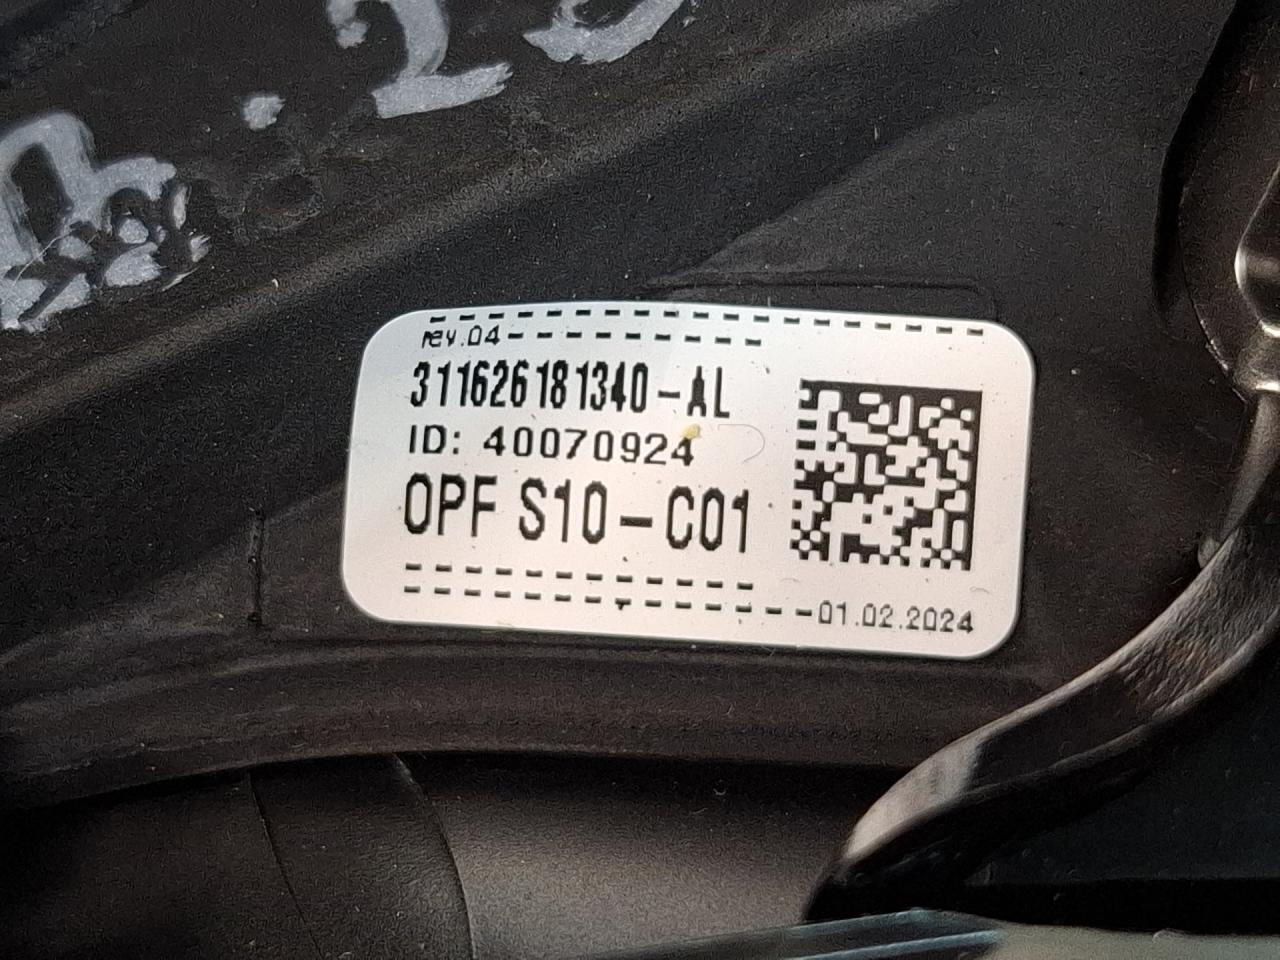 rev.04
311626181340-AL
ID: 40070924
OPF S10-C01
01.02.2024